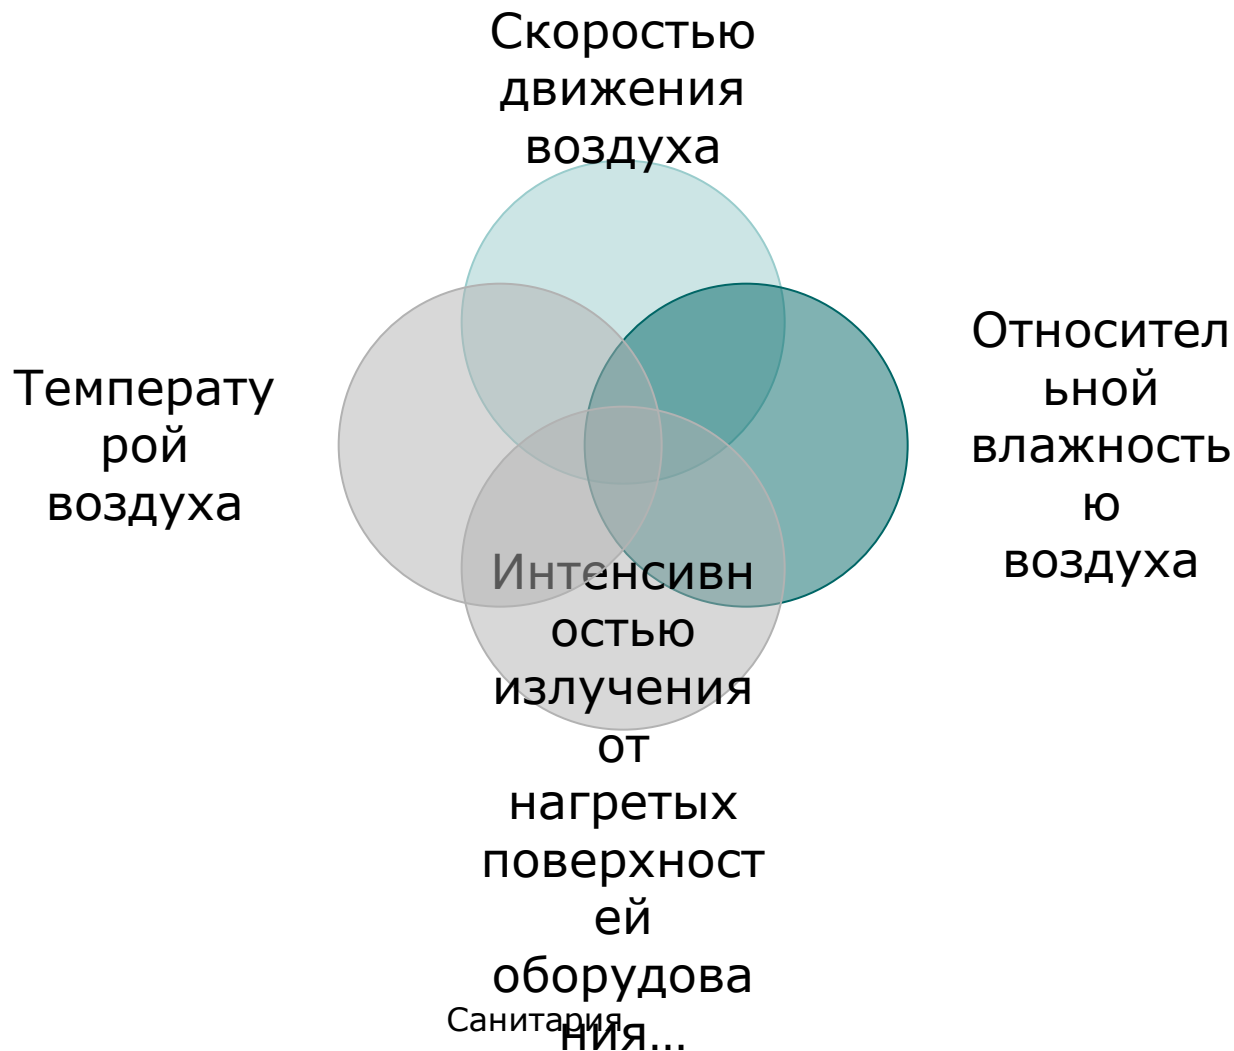 Скоростью
движения
воздуха
Температу
рой
воздуха
Относител
ьной
влажность
ю
воздуха
Интенсивн
остью
излучения
от
нагретых
поверхност
ей
оборудова
ния...
Санитария